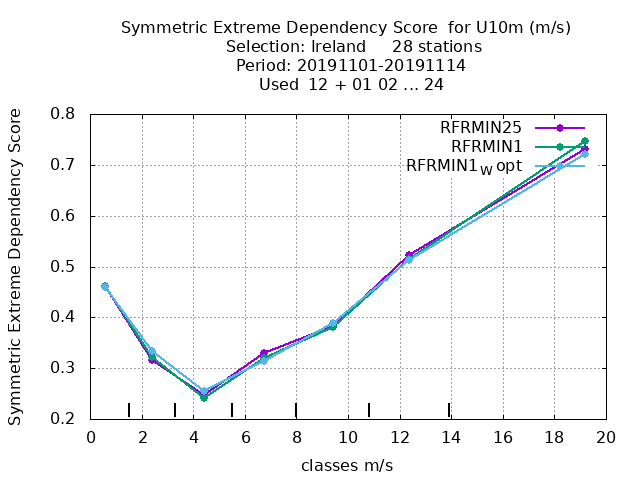 Symmetric Extreme Dependency Score for U10m (m/s)
Selection: Ireland 28 stations
Period: 20191101-20191114
Used 12 + 01 02 ... 24
Symmetric Extreme Dependency Score
0.8
0.7
0.6
0.5
0.4
0.3
0.2
RFRMIN25
RFRMIN1
RFRMIN1W opt
0 2 4 6 8 10 12 14 16 18 20
classes m/s